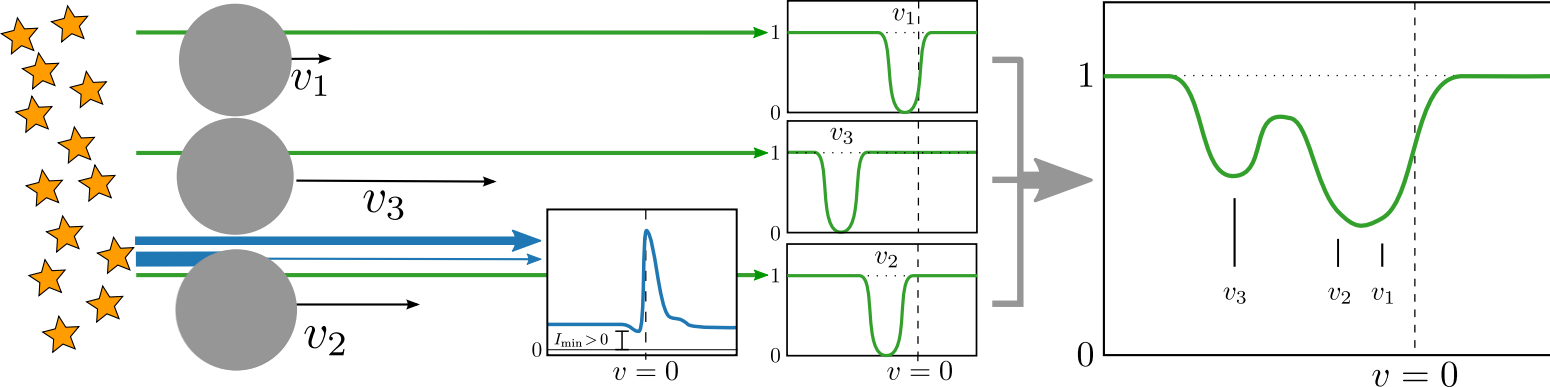 v₁
v₃
v₂
0
I_min > 0
v = 0
1
v₁
0
1
v₃
0
1
v₂
0
v = 0
1
v₃
v₂
v₁
0
v = 0